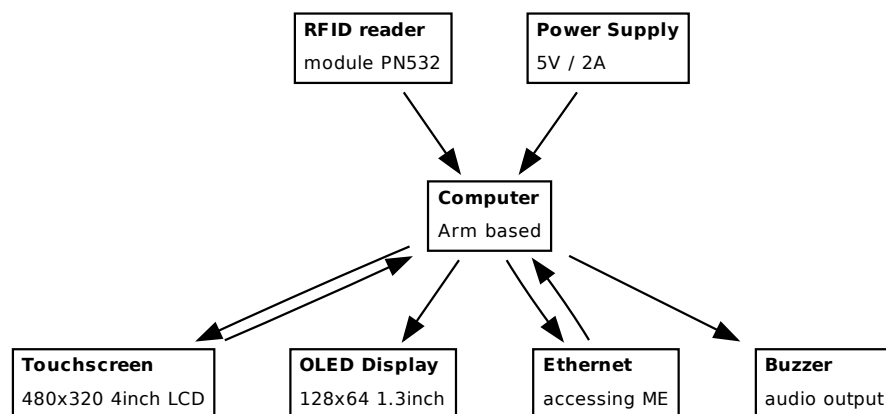 RFID reader
module PN532
Power Supply
5V / 2A
Computer
Arm based
Touchscreen
480x320 4inch LCD
OLED Display
128x64 1.3inch
Ethernet
accessing ME
Buzzer
audio output